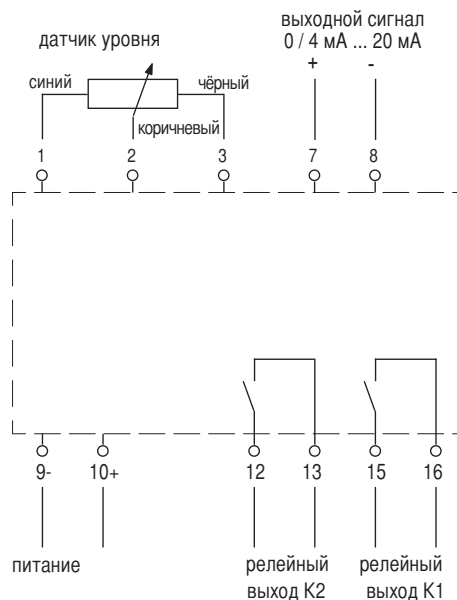 выходной сигнал
0 / 4 мА ... 20 мА
датчик уровня
+ -
синий чёрный
коричневый
1 2 3 7 8
9- 10+ 12 13 15 16
питание релейный релейный
выход К2 выход К1